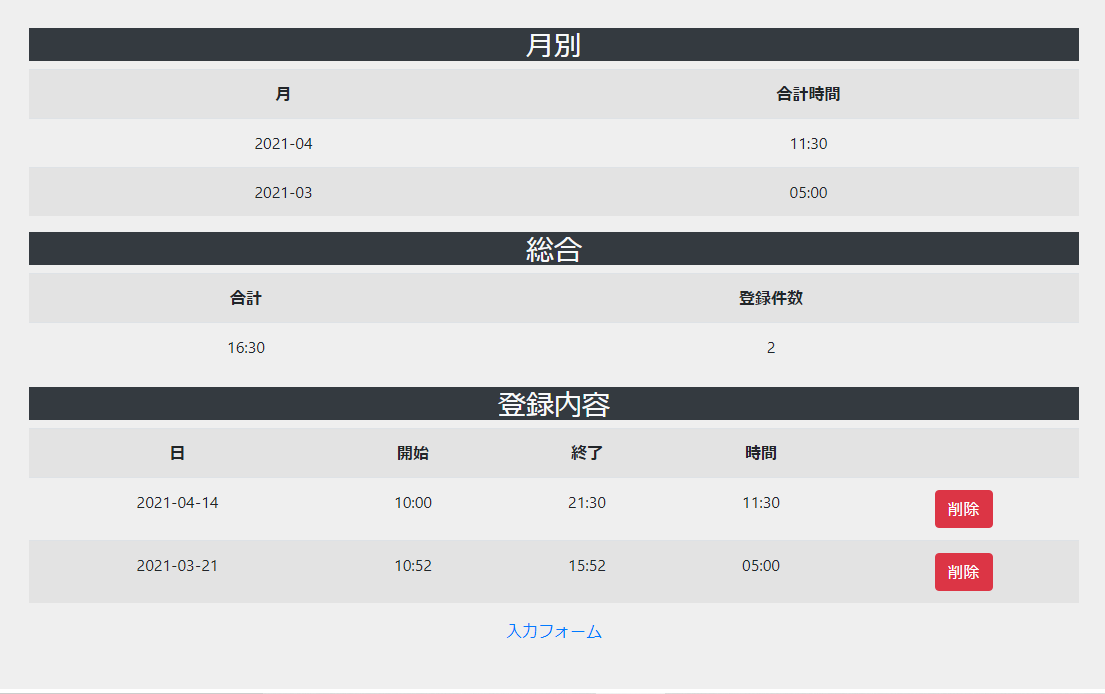 月別
月 合計時間
2021-04 11:30
2021-03 05:00
総合
合計 登録件数
16:30 2
登録内容
日 開始 終了 時間
2021-04-14 10:00 21:30 11:30 削除
2021-03-21 10:52 15:52 05:00 削除
入力フォーム